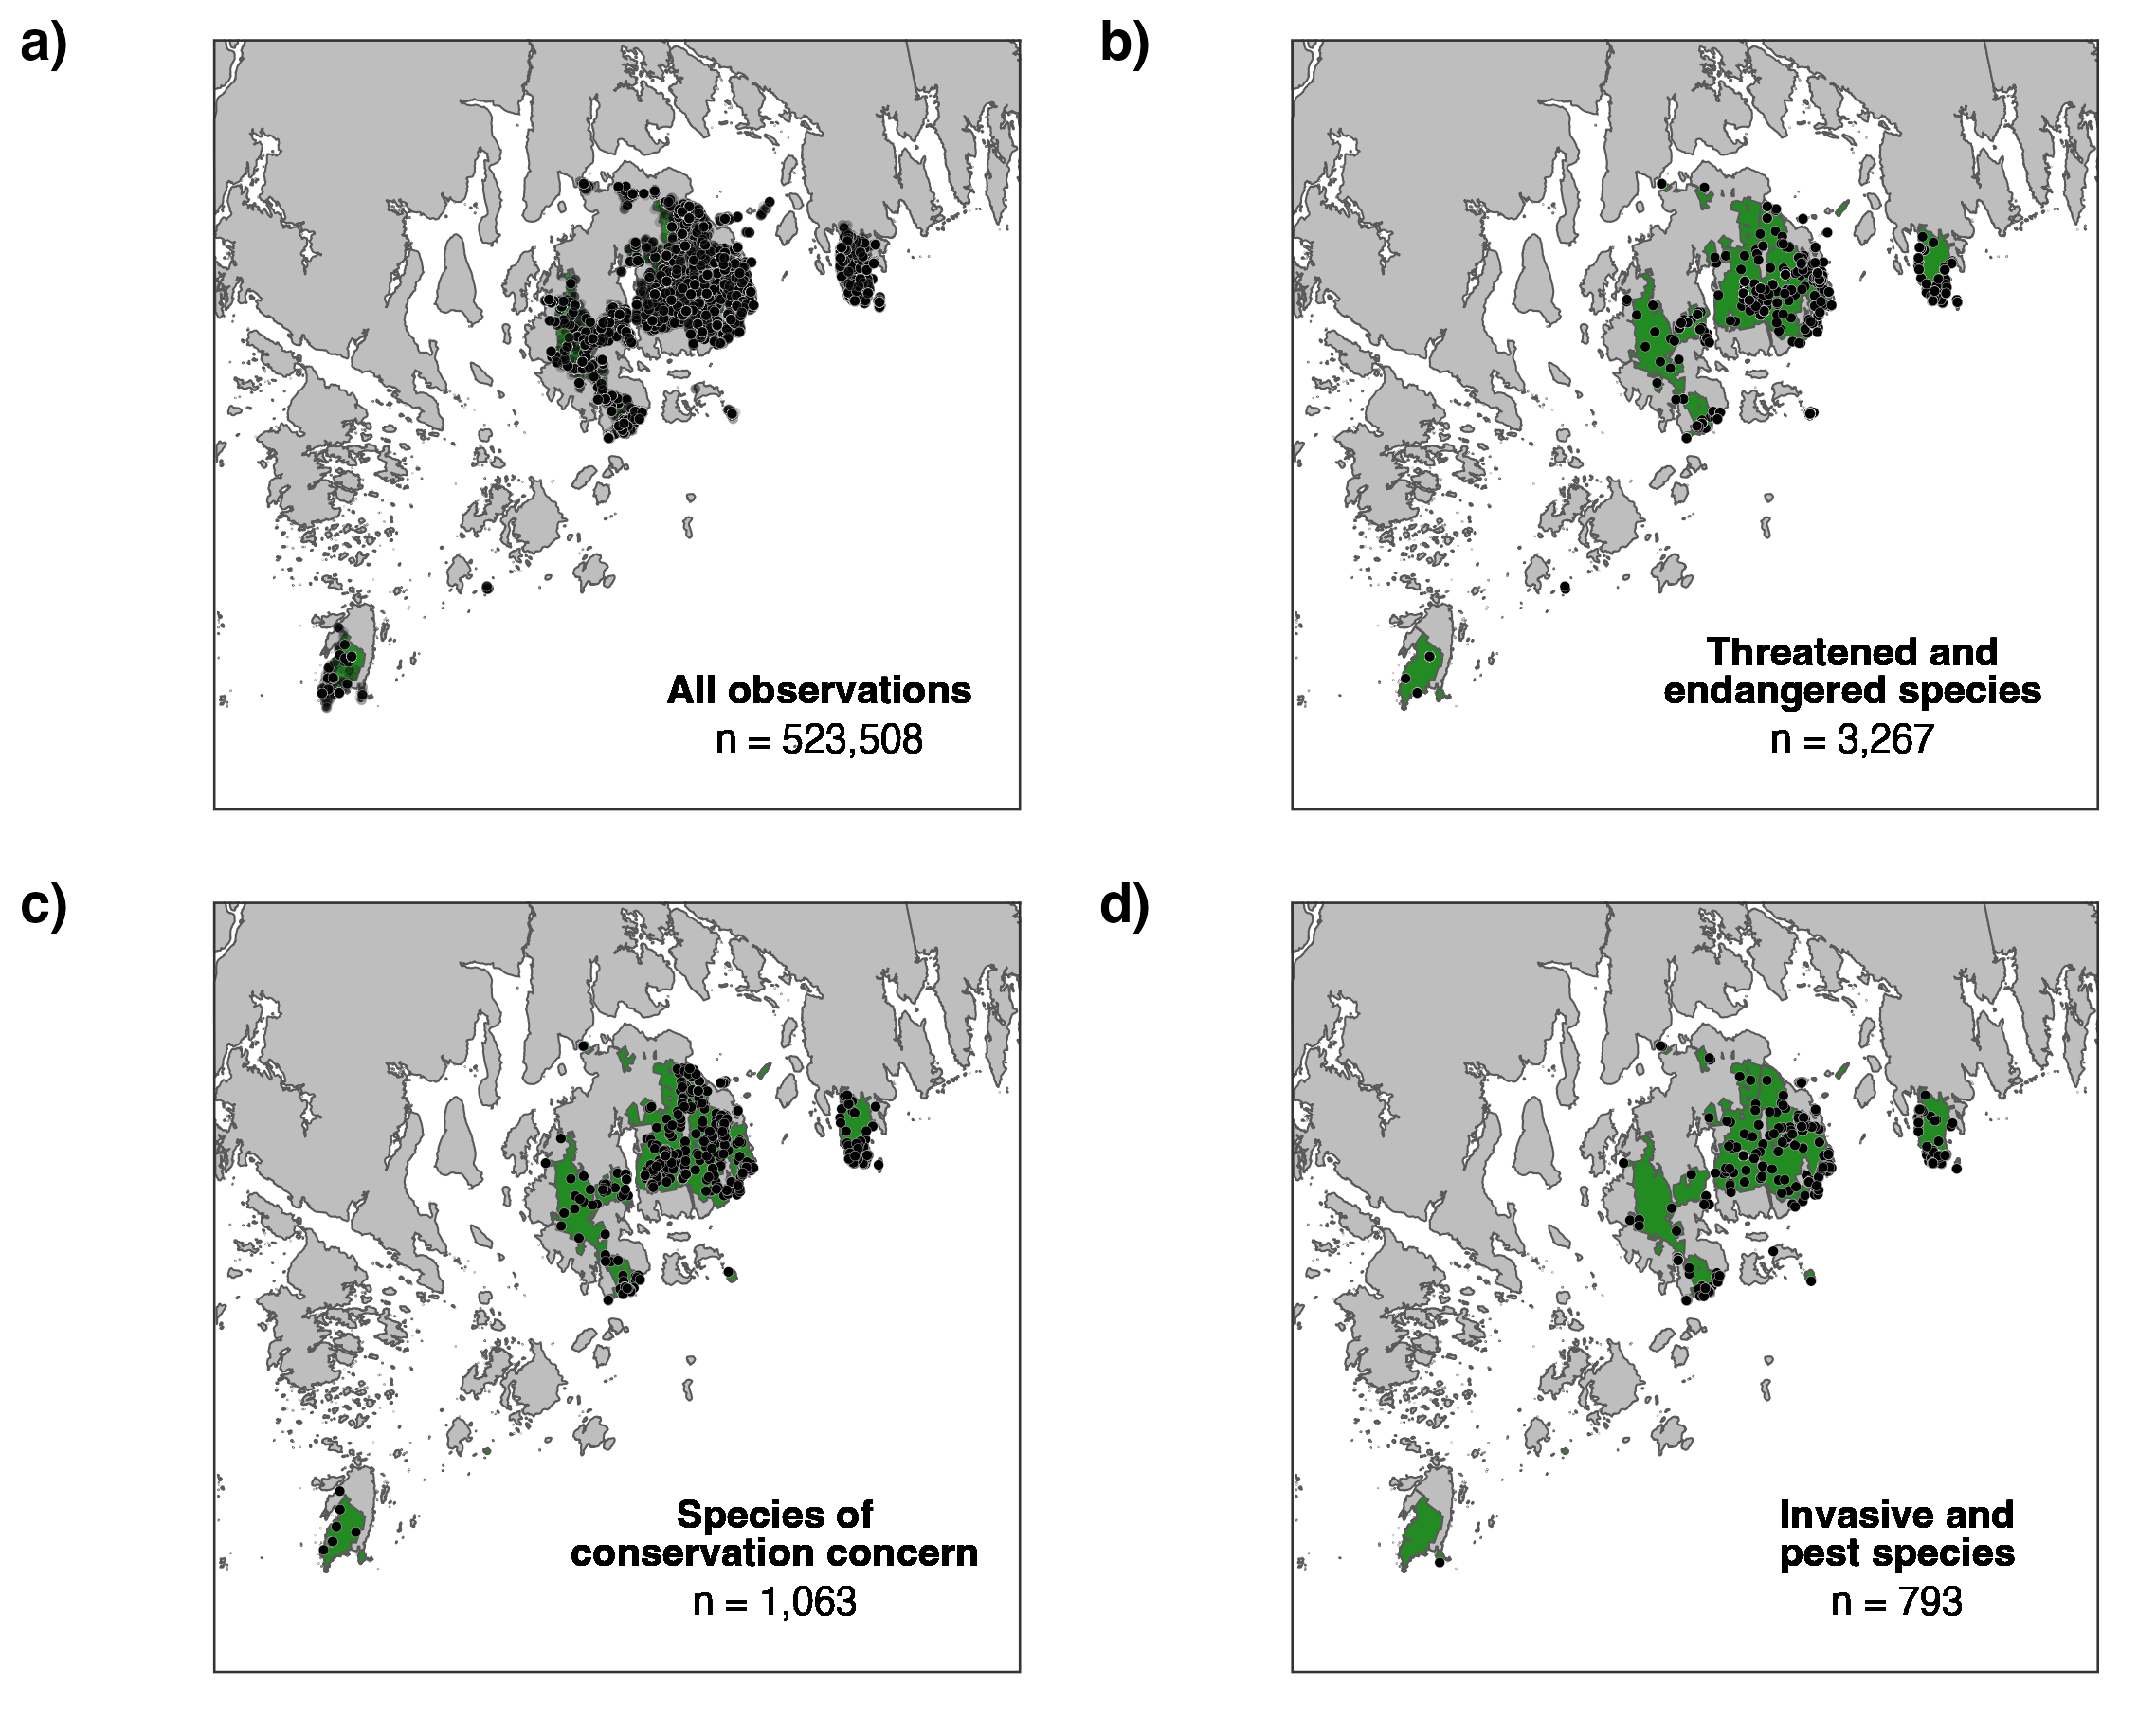 a)
All observations
n = 523,508
b)
Threatened and
endangered species
n = 3,267
c)
Species of
conservation concern
n = 1,063
d)
Invasive and
pest species
n = 793